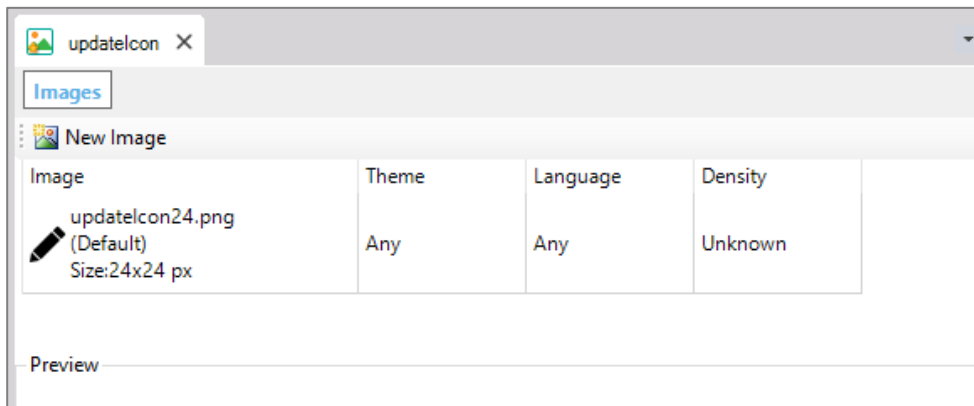 updateIcon
Images
New Image
Image Theme Language Density
updateIcon24.png
(Default)
Size:24x24 px
Any Any Unknown
Preview